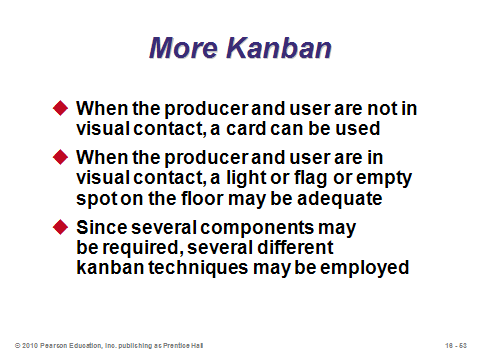 More Kanban
When the producer and user are not in
visual contact, a card can be used
When the producer and user are in
visual contact, a light or flag or empty
spot on the floor may be adequate
Since several components may
be required, several different
kanban techniques may be employed
© 2010 Pearson Education, Inc. publishing as Prentice Hall
16 - 53